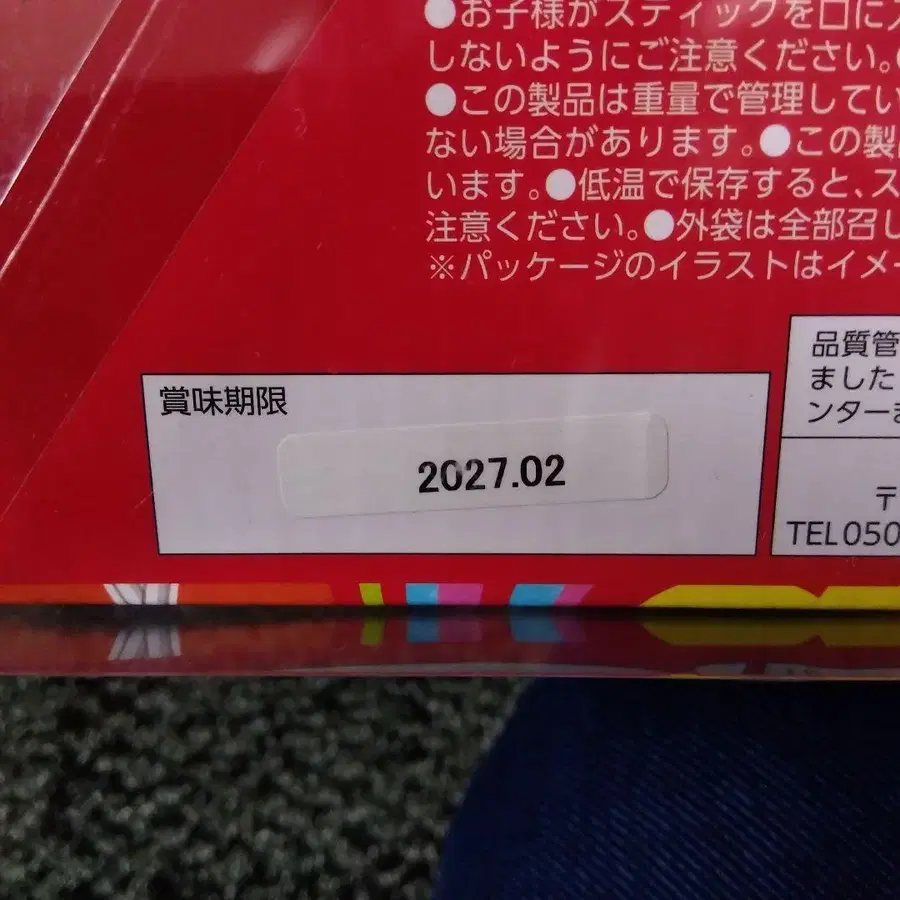 ●お子様がスティックを口に
しないようにご注意ください。
●この製品は重量で管理してい
ない場合があります。●この製
います。●低温で保存すると、ス
注意ください。●外袋は全部召し
※パッケージのイラストはイメー
品質管
ました
ンターま
賞味期限
2027.02
〒
TEL050